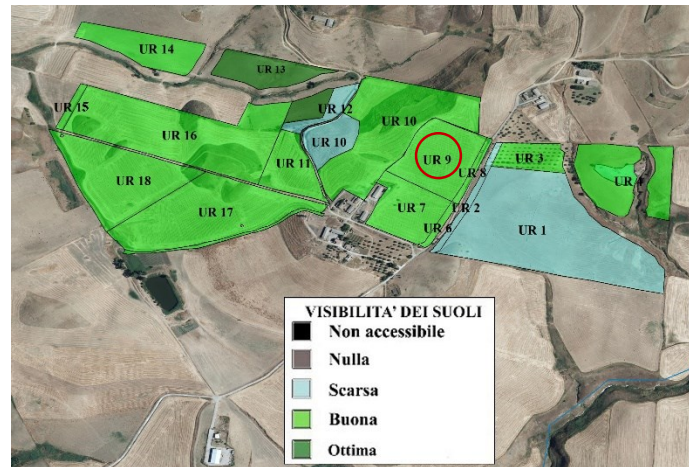 UR 14
UR 13
UR 15
UR 12
UR 16
UR 10
UR 10
UR 9
UR 3
UR 11
UR 8
UR 4
UR 18
UR 7
UR 2
UR 17
UR 6
UR 1
VISIBILITA’ DEI SUOLI
Non accessibile
Nulla
Scarsa
Buona
Ottima